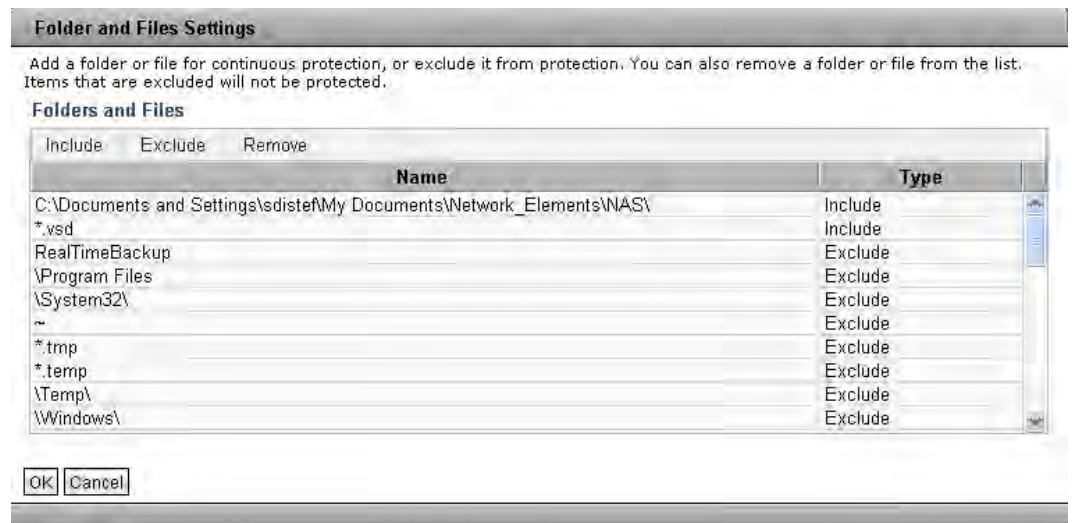 Folder and Files Settings
Add a folder or file for continuous protection, or exclude it from protection. You can also remove a folder or file from the list.
Items that are excluded will not be protected.
Folders and Files
Include Exclude Remove
Name Type
C:\Documents and Settings\sdistef\My Documents\Network_Elements\NAS\ Include
*.vsd Include
RealTimeBackup Exclude
\Program Files Exclude
\System32\ Exclude
~ Exclude
*.tmp Exclude
*.temp Exclude
\Temp\ Exclude
\Windows\ Exclude
OK Cancel